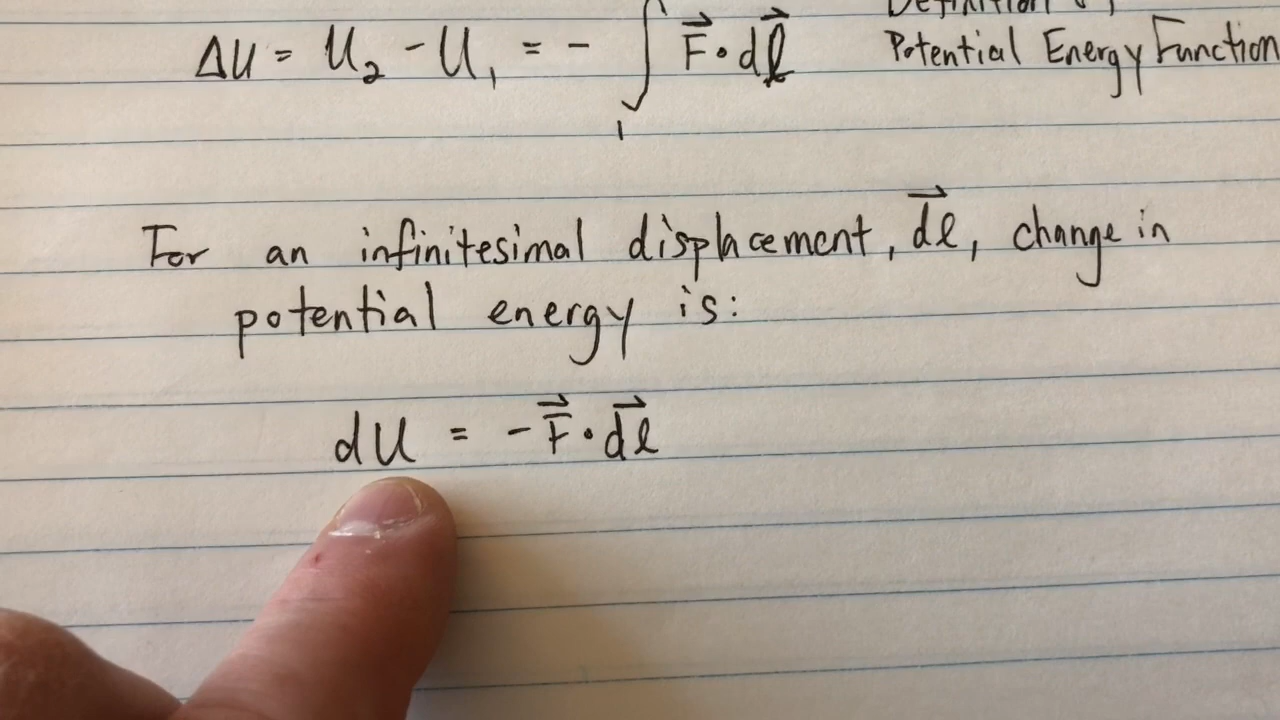 Definition
ΔU = U₂ - U₁ = - ∫₁ F⃗ · dl⃗ Potential Energy Function
For an infinitesimal displacement, dl⃗, change in
potential energy is:
dU = -F⃗ · dl⃗